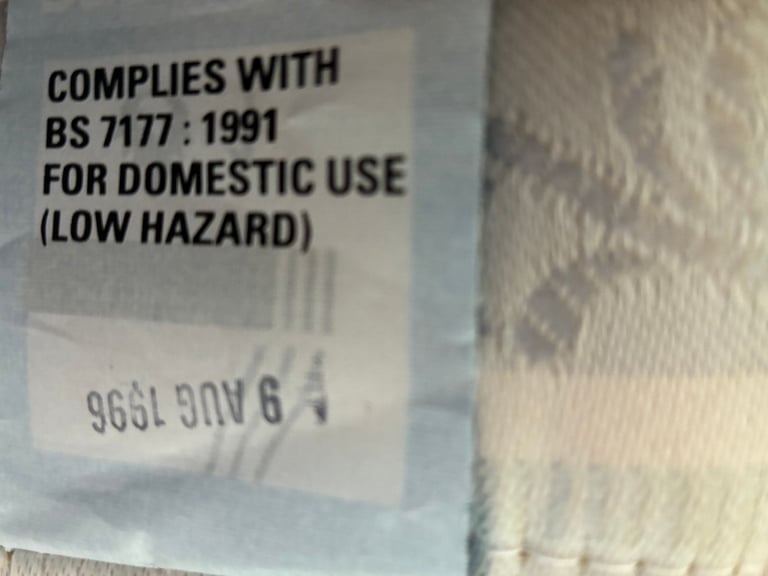 COMPLIES WITH
BS 7177 : 1991
FOR DOMESTIC USE
(LOW HAZARD)
9 AUG 1996